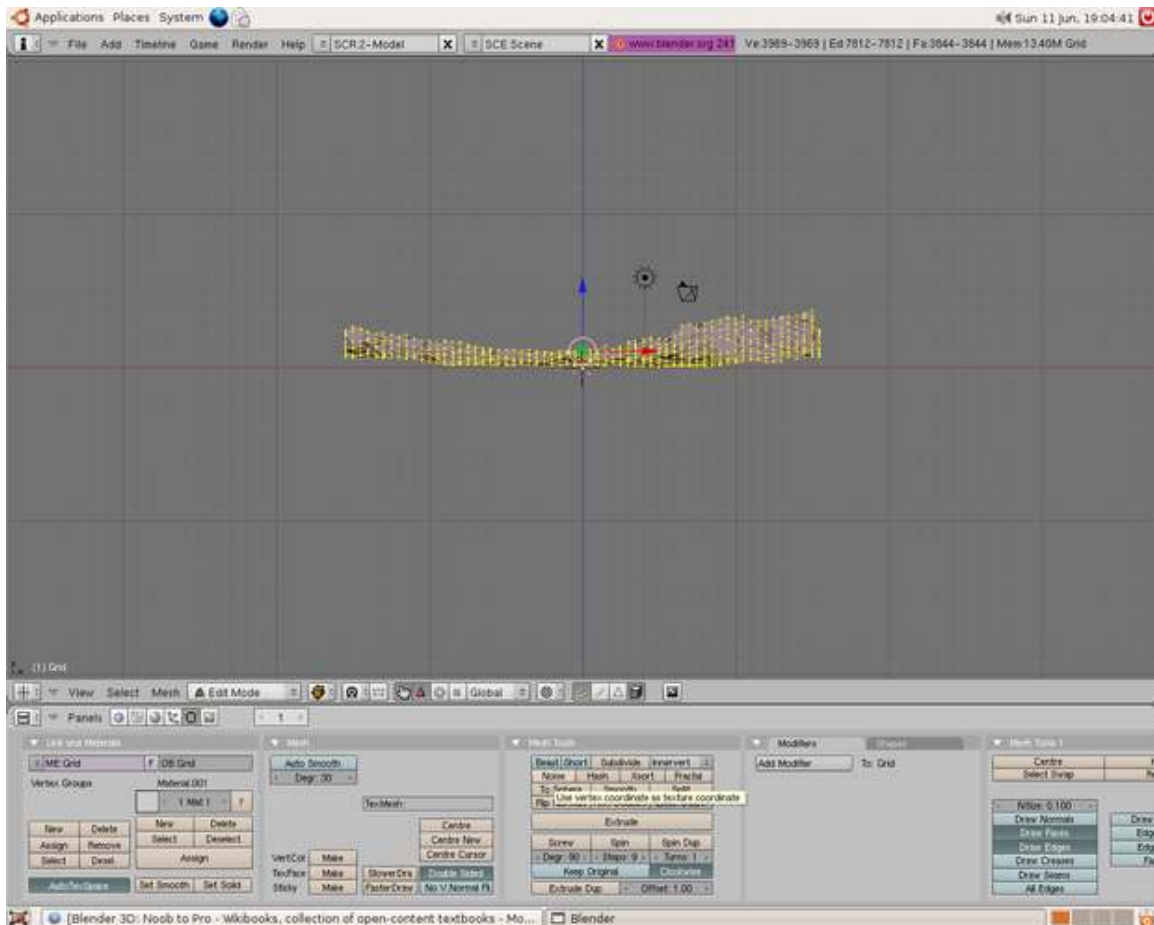 Applications Places System Sun 11 Jun, 19:04:41
File Add Timeline Game Render Help SCR:2-Model X SCE:Scene X www.blender.org 241 Ve:3969-3969 | Ed:7812-7812 | Fa:3844-3844 | Mem:13.40M Grid
(1) Grid
View Select Mesh Edit Mode Global
Panels 1
Link and Materials Mesh Mesh Tools Modifiers Shapes Mesh Tools 1
ME:Grid F OB:Grid Auto Smooth Beauty Short Subdivide Innervert Add Modifier To: Grid Centre
Vertex Groups Material.001 Degr: 30 Noise Hash Xsort Fractal Select Swap
1 Mat 1 ? To Sphere Smooth Split
TexMesh Flip Use vertex coordinate as texture coordinate NSize: 0.100
New Delete New Delete Centre Extrude Draw Normals Draw
Assign Remove Select Deselect Centre New Screw Spin Spin Dup Draw Faces
Select Desel. Assign VertCol Make Centre Cursor Degr: 90 Steps: 9 Turns: 1 Draw Edges
TexFace Make SlowerDra Double Sided Keep Original Clockwise Draw Creases
AutoTexSpace Set Smooth Set Solid Sticky Make FasterDraw No V.Normal Fl Extrude Dup Offset: 1.00 Draw Seams
All Edges
[Blender 3D: Noob to Pro - Wikibooks, collection of open-content textbooks - Mo... Blender